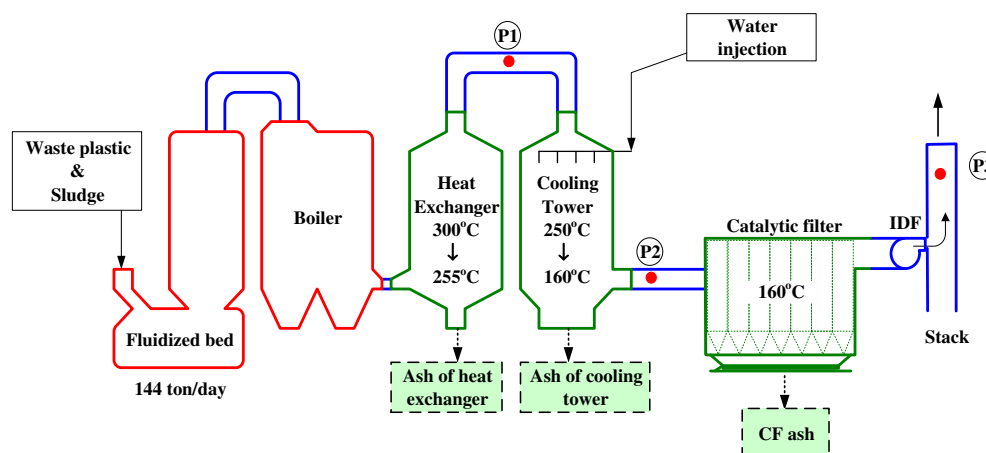 P1
Water
injection
Waste plastic
&
Sludge
Boiler
Heat
Exchanger
300°C
↓
255°C
Cooling
Tower
250°C
↓
160°C
P2
Catalytic filter
160°C
IDF
P3
Fluidized bed
144 ton/day
Stack
Ash of heat
exchanger
Ash of cooling
tower
CF ash